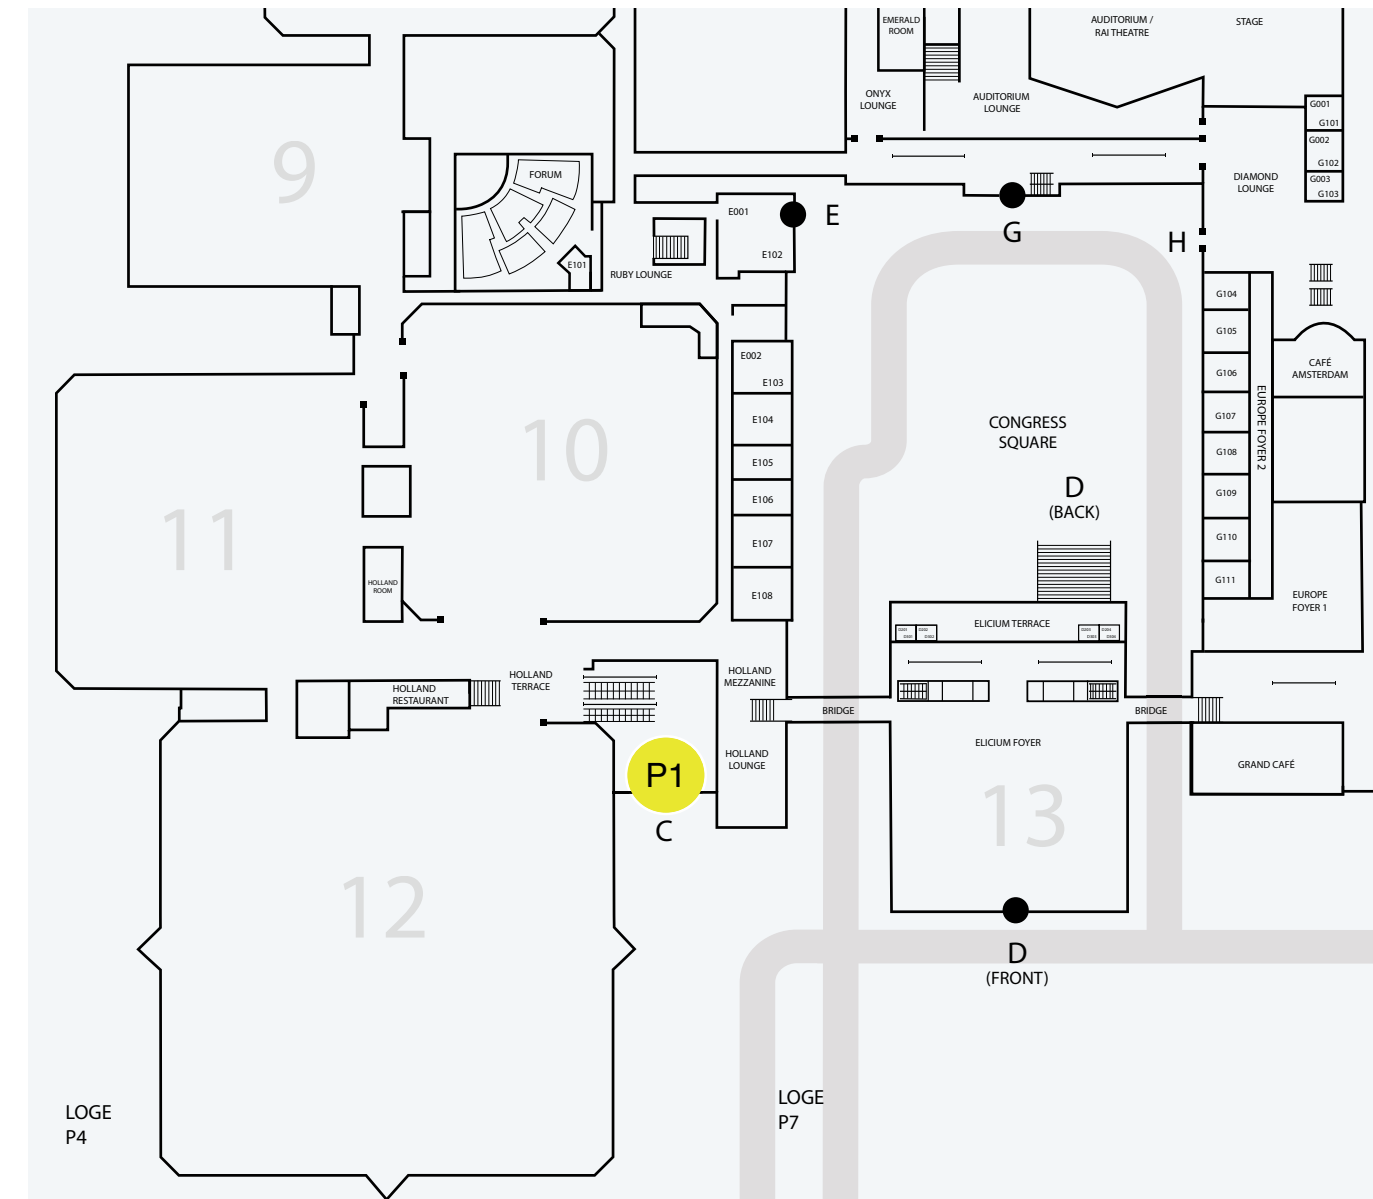 EMERALD
ROOM
AUDITORIUM /
RAI THEATRE
STAGE
ONYX
LOUNGE
AUDITORIUM
LOUNGE
G001
G101
G002
G102
G003
G103
DIAMOND
LOUNGE
9
FORUM
E101
RUBY LOUNGE
E001
E102
E
G
H
G104
G105
G106
G107
G108
G109
G110
G111
EUROPE FOYER 2
CAFÉ
AMSTERDAM
EUROPE
FOYER 1
E002
E103
E104
E105
E106
E107
E108
10
11
CONGRESS
SQUARE
D
(BACK)
HOLLAND
ROOM
ELICIUM TERRACE
HOLLAND
RESTAURANT
HOLLAND
TERRACE
HOLLAND
MEZZANINE
BRIDGE
BRIDGE
ELICIUM FOYER
HOLLAND
LOUNGE
GRAND CAFÉ
P1
C
13
12
D
(FRONT)
LOGE
P4
LOGE
P7